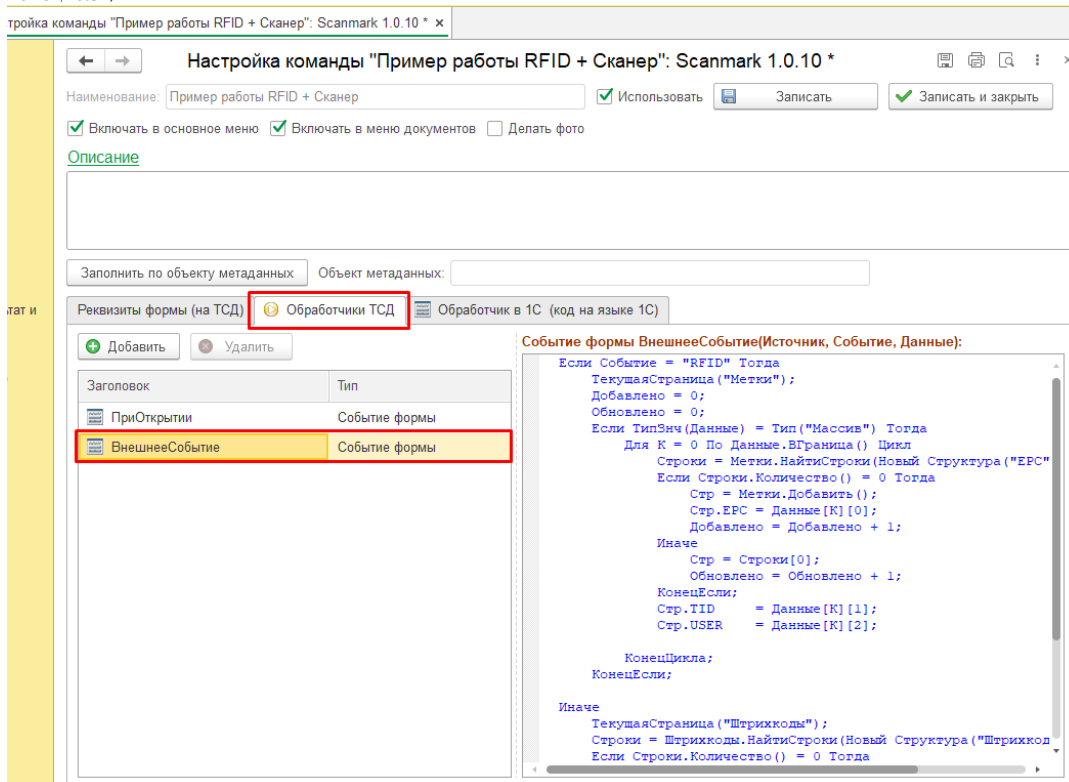 тройка команды "Пример работы RFID + Сканер": Scanmark 1.0.10 * ×
← → Настройка команды "Пример работы RFID + Сканер": Scanmark 1.0.10 *
Наименование: Пример работы RFID + Сканер Использовать Записать Записать и закрыть
Включать в основное меню Включать в меню документов Делать фото
Описание
Заполнить по объекту метаданных Объект метаданных:
тат и
Реквизиты формы (на ТСД) Обработчики ТСД Обработчик в 1С (код на языке 1С)
Добавить Удалить
Заголовок Тип
ПриОткрытии Событие формы
ВнешнееСобытие Событие формы
Событие формы ВнешнееСобытие(Источник, Событие, Данные):
Если Событие = "RFID" Тогда
ТекущаяСтраница("Метки");
Добавлено = 0;
Обновлено = 0;
Если ТипЗнч(Данные) = Тип("Массив") Тогда
Для К = 0 По Данные.ВГраница() Цикл
Строки = Метки.НайтиСтроки(Новый Структура("EPC"
Если Строки.Количество() = 0 Тогда
Стр = Метки.Добавить();
Стр.EPC = Данные[К][0];
Добавлено = Добавлено + 1;
Иначе
Стр = Строки[0];
Обновлено = Обновлено + 1;
КонецЕсли;
Стр.TID = Данные[К][1];
Стр.USER = Данные[К][2];
КонецЦикла;
КонецЕсли;
Иначе
ТекущаяСтраница("Штрихкоды");
Строки = Штрихкоды.НайтиСтроки(Новый Структура("Штрихкод
Если Строки.Количество() = 0 Тогда